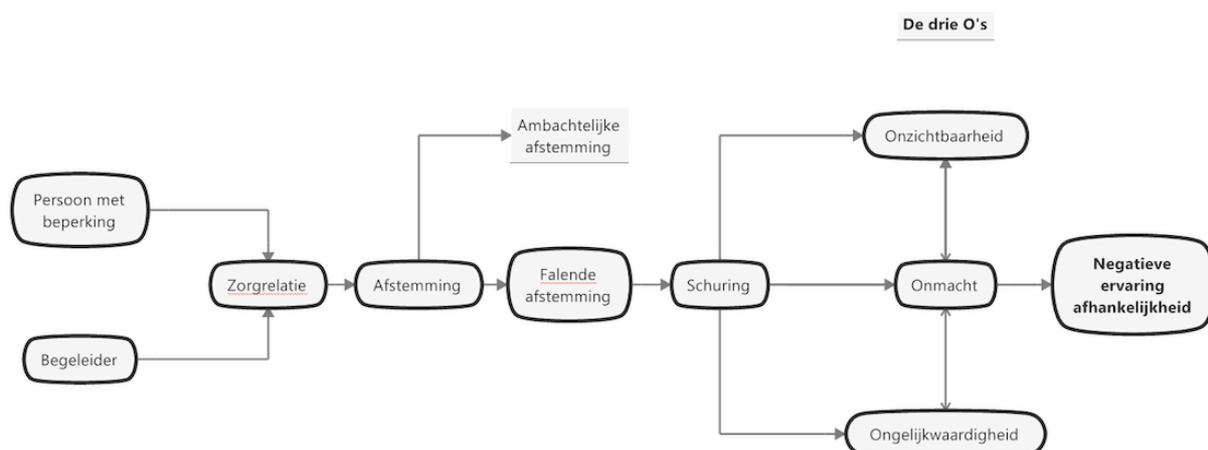 De drie O's
Ambachtelijke
afstemming
Onzichtbaarheid
Persoon met
beperking
Zorgrelatie
Afstemming
Falende
afstemming
Schuring
Onmacht
Negatieve
ervaring
afhankelijkheid
Begeleider
Ongelijkwaardigheid